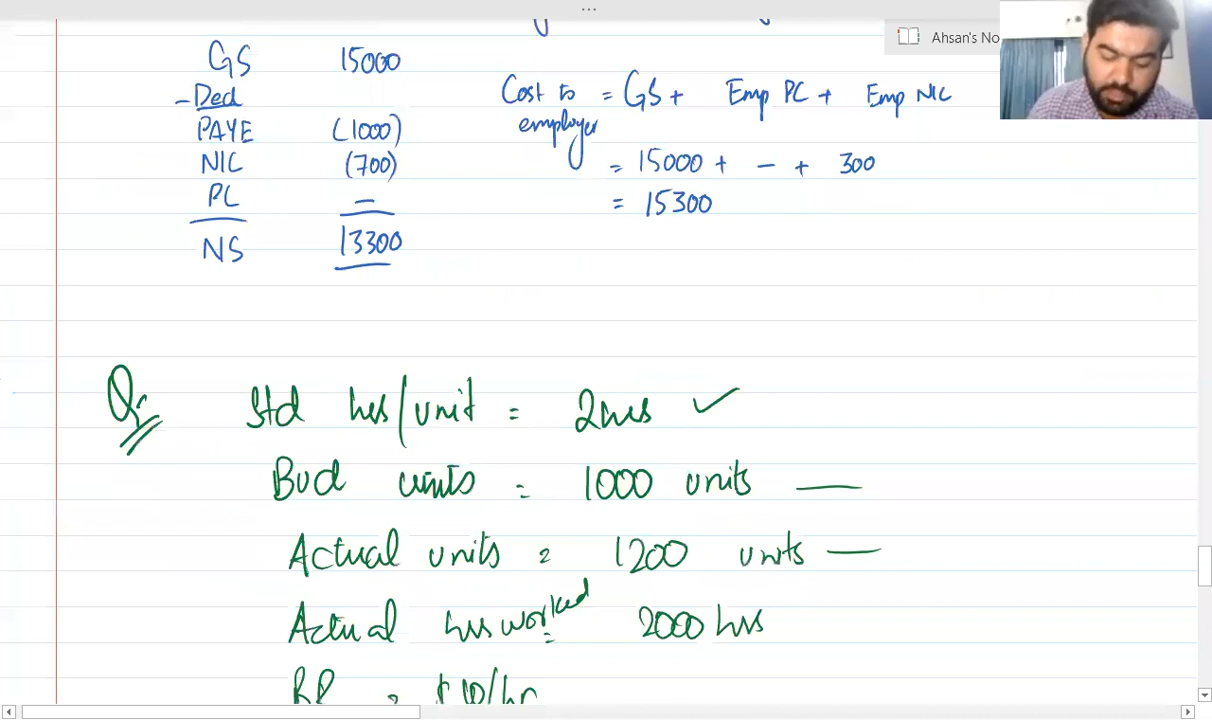 Ahsan's No
GS 15000
- Ded
PAYE (1000)
NIC (700)
PC —
NS 13300
Cost to employer = GS + Emp PC + Emp NIC
= 15000 + — + 300
= 15300
Q:
Std hrs/unit = 2hrs ✓
Bud units = 1000 units —
Actual units = 1200 units —
Actual hrs worked = 2000 hrs